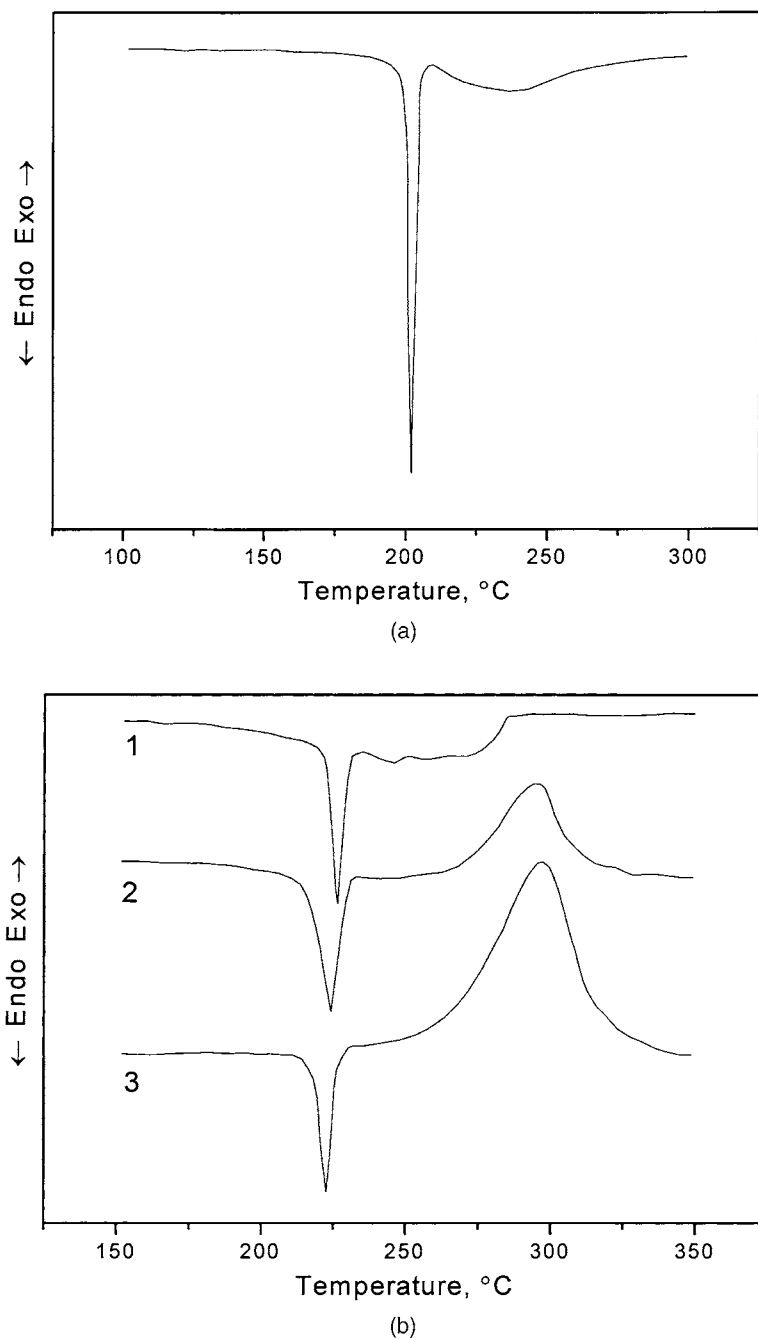 ← Endo Exo →
100 150 200 250 300
Temperature, °C
(a)
1
2
3
← Endo Exo →
150 200 250 300 350
Temperature, °C
(b)